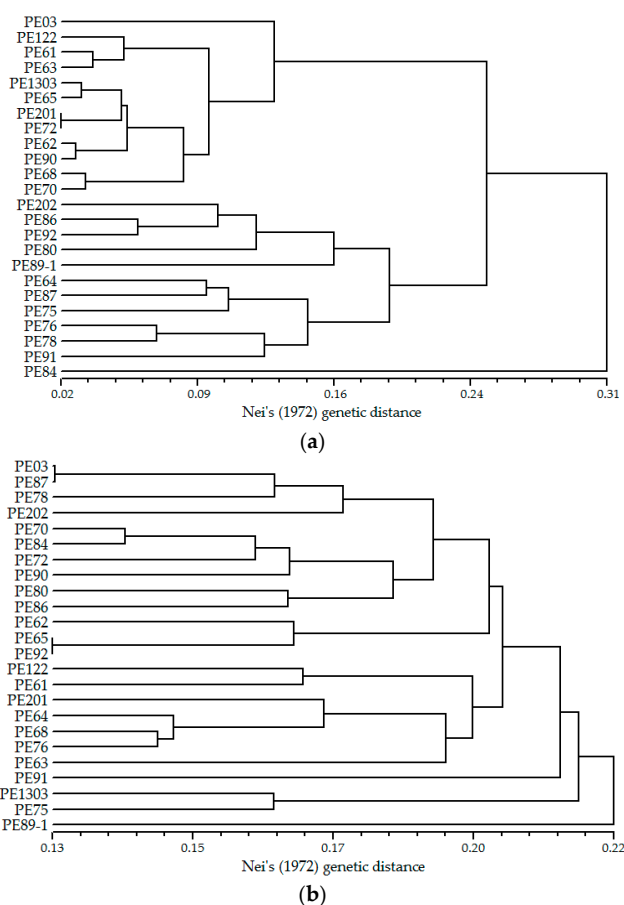 PE03
PE122
PE61
PE63
PE1303
PE65
PE201
PE72
PE62
PE90
PE68
PE70
PE202
PE86
PE92
PE80
PE89-1
PE64
PE87
PE75
PE76
PE78
PE91
PE84
0.02 0.09 0.16 0.24 0.31
Nei's (1972) genetic distance
(a)
PE03
PE87
PE78
PE202
PE70
PE84
PE72
PE90
PE80
PE86
PE62
PE65
PE92
PE122
PE61
PE201
PE64
PE68
PE76
PE63
PE91
PE1303
PE75
PE89-1
0.13 0.15 0.17 0.20 0.22
Nei's (1972) genetic distance
(b)